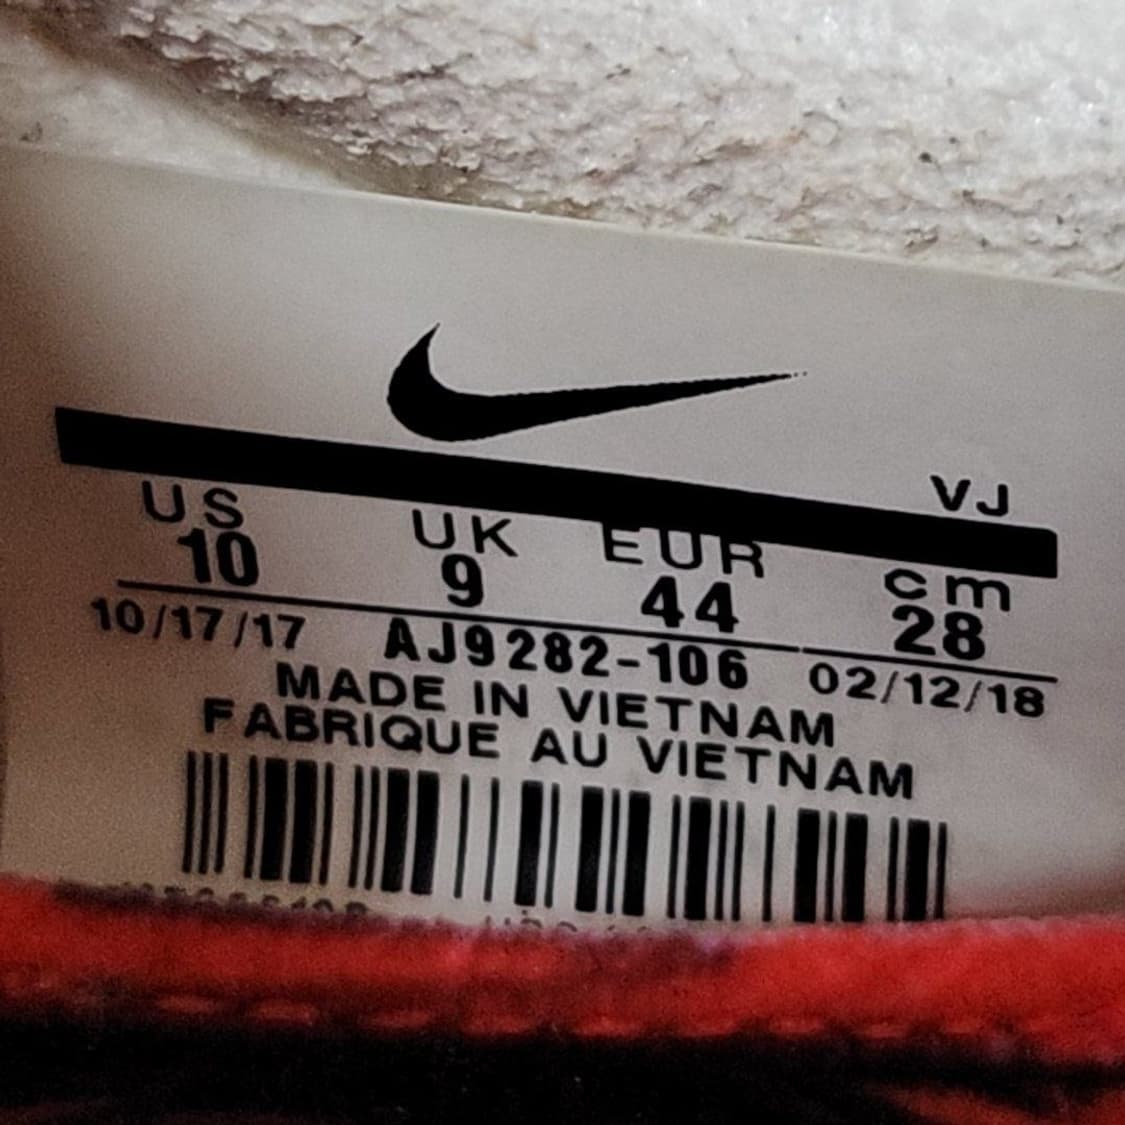 VJ
US UK EUR cm
10 9 44 28
10/17/17 AJ9282-106 02/12/18
MADE IN VIETNAM
FABRIQUE AU VIETNAM